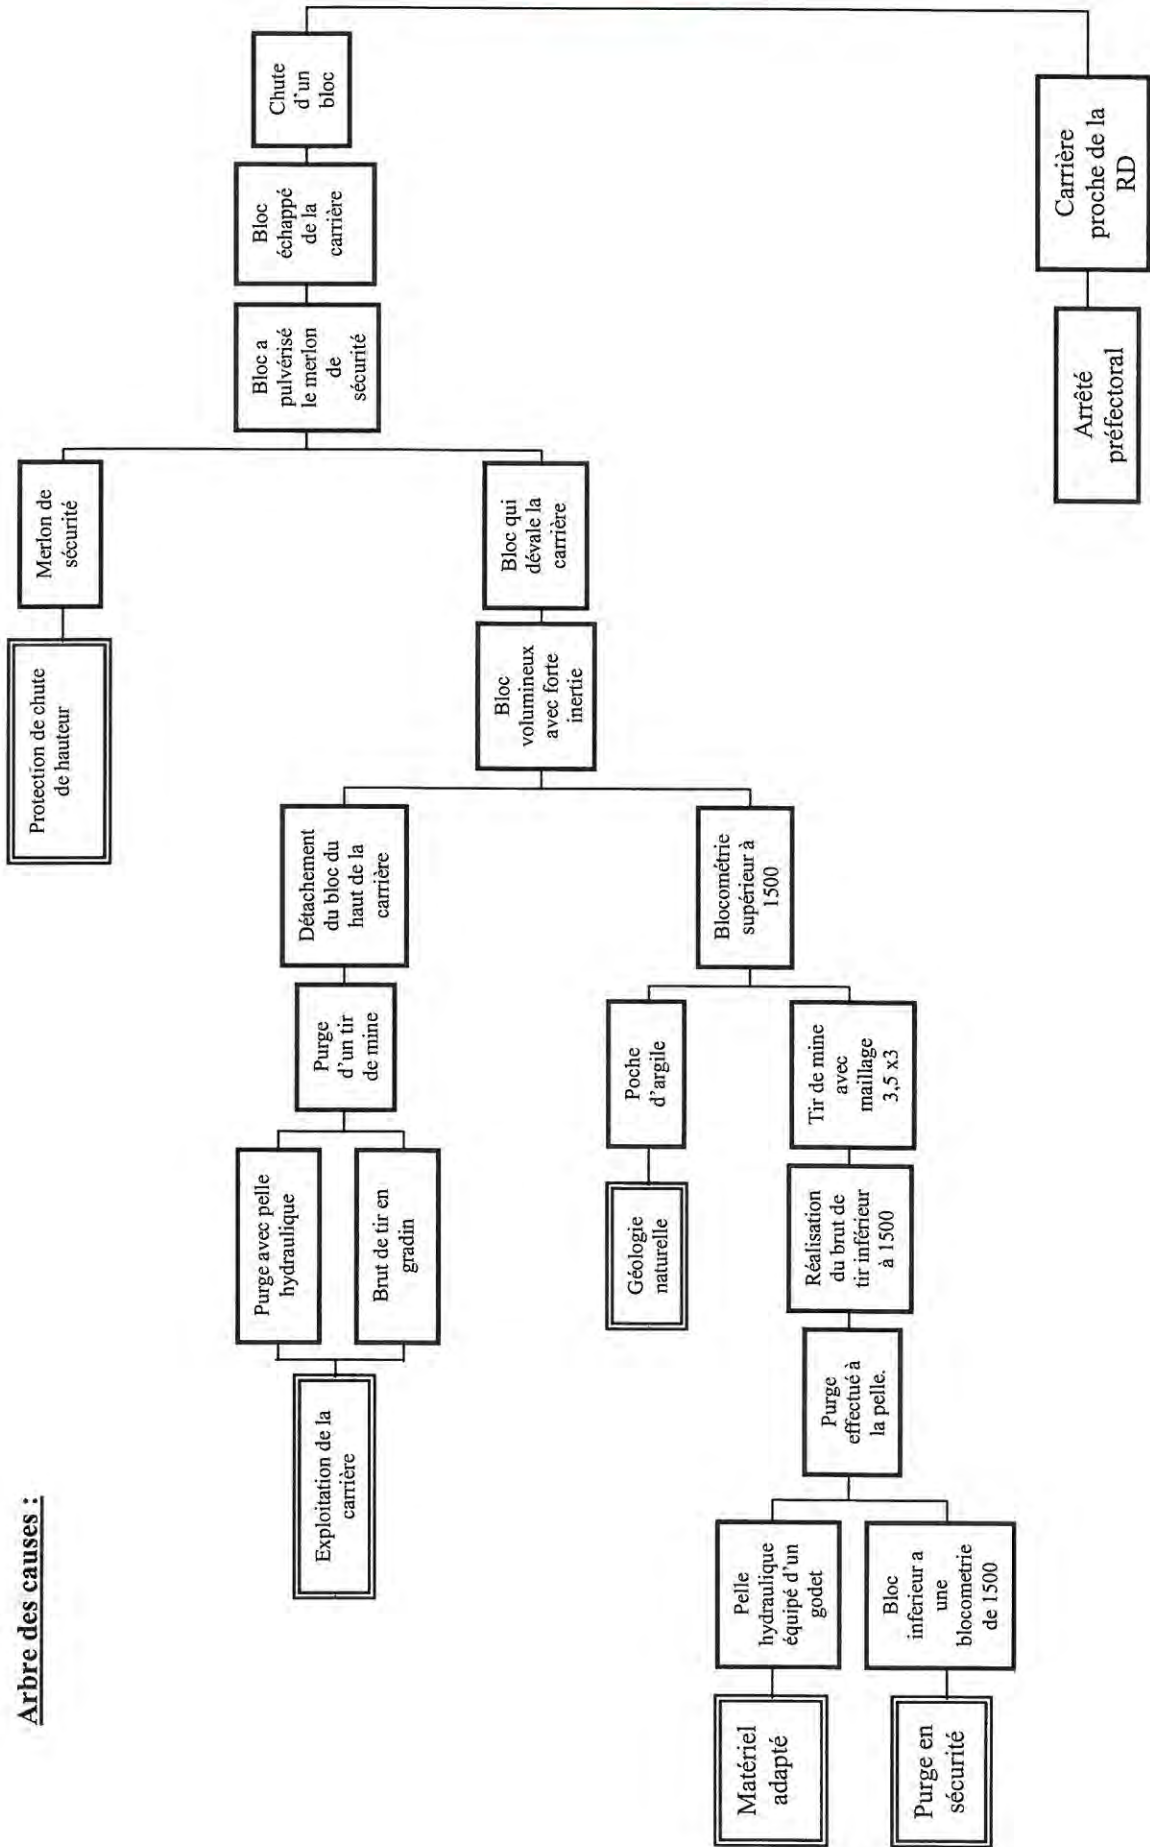 Arbre des causes :
Protection de chute
de hauteur
Merlon de
sécurité
Exploitation de la
carrière
Purge avec pelle
hydraulique
Brut de tir en
gradin
Purge
d'un tir
de mine
Détachement
du bloc du
haut de la
carrière
Bloc a
pulvérisé
le merlon
de
sécurité
Bloc
échappé
de la
carrière
Chute
d'un
bloc
Bloc
volumineux
avec forte
inertie
Bloc qui
dévale la
carrière
Géologie
naturelle
Poche
d'argile
Blocométrie
supérieur à
1500
Matériel
adapté
Pelle
hydraulique
équipé d'un
godet
Purge en
sécurité
Bloc
inferieur a
une
blocometrie
de 1500
Purge
effectué à
la pelle.
Réalisation
du brut de
tir inférieur
à 1500
Tir de mine
avec
maillage
3,5 x3
Arrêté
préfectoral
Carrière
proche de la
RD